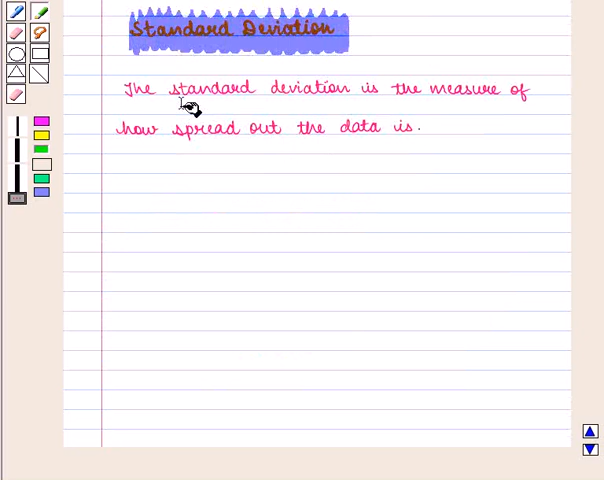 Standard Deviation
The standard deviation is the measure of
how spread out the data is.